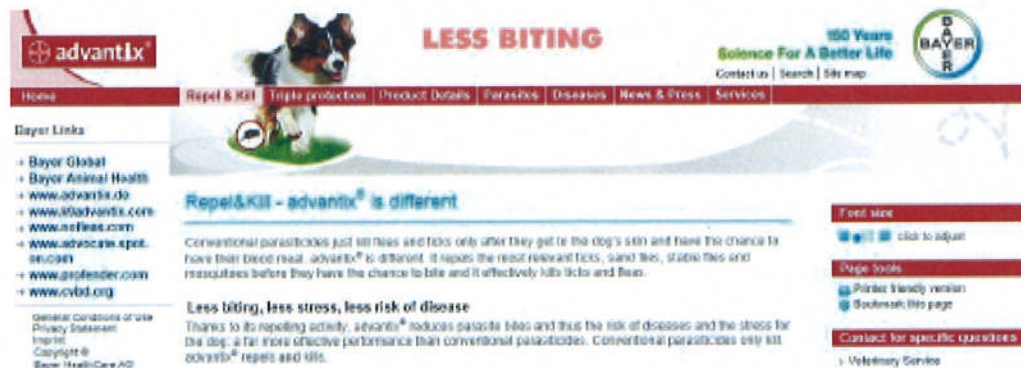 advantix®
LESS BITING
150 Years
Science For A Better Life
BAYER
BAYER
Contact us | Search | Site map
Home
Repel & Kill | Triple protection | Product Details | Parasites | Diseases | News & Press | Services
Bayer Links
→ Bayer Global
→ Bayer Animal Health
→ www.advantix.de
→ www.k9advantix.com
→ www.nofleas.com
→ www.advocate.spot-
on.com
→ www.profender.com
→ www.cvbd.org
General Conditions of Use
Privacy Statement
Imprint
Copyright ©
Bayer HealthCare AG
Repel&Kill - advantix® is different
Conventional parasiticides just kill fleas and ticks only after they get to the dog's skin and have the chance to
have their blood meal. advantix® is different. It repels the most relevant ticks, sand flies, stable flies and
mosquitoes before they have the chance to bite and it effectively kills ticks and fleas.
Less biting, less stress, less risk of disease
Thanks to its repelling activity, advantix® reduces parasite bites and thus the risk of diseases and the stress for
the dog: a far more effective performance than conventional parasiticides. Conventional parasiticides only kill.
advantix® repels and kills.
Font size
click to adjust
Page tools
Printer friendly version
Bookmark this page
Contact for specific questions
› Veterinary Service